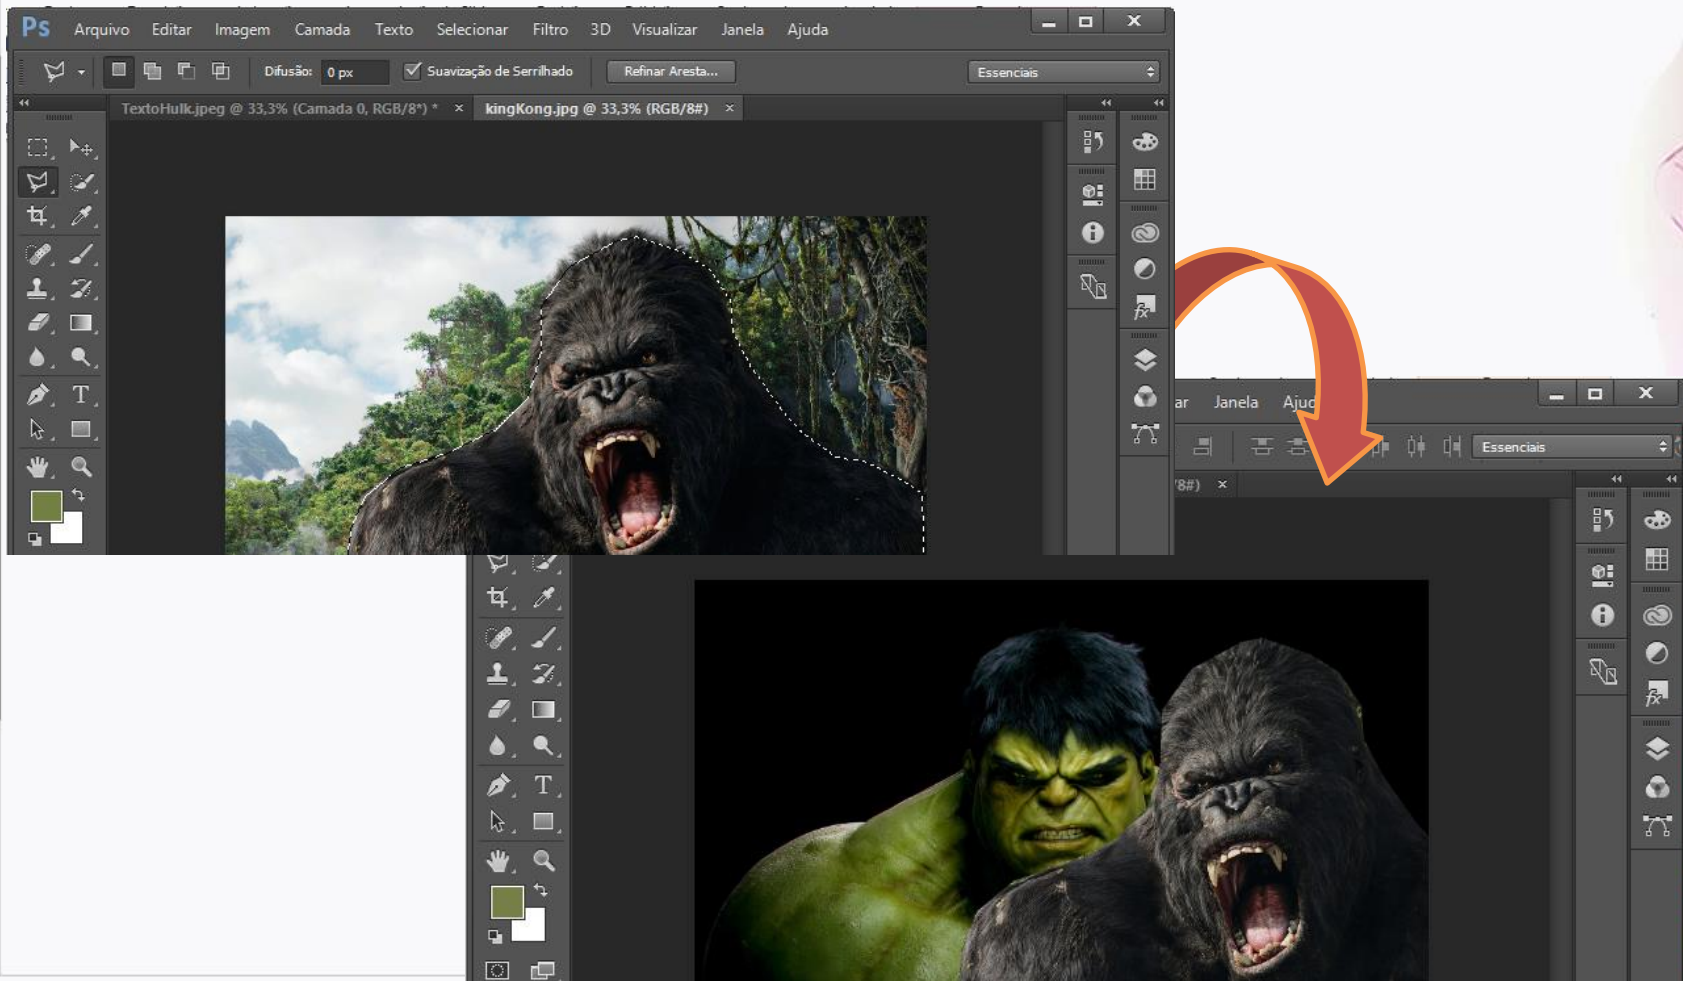 Ps Arquivo Editar Imagem Camada Texto Selecionar Filtro 3D Visualizar Janela Ajuda
Difusão: 0 px Suavização de Serrilhado Refinar Aresta... Essenciais
TextoHulk.jpeg @ 33,3% (Camada 0, RGB/8*) * × kingKong.jpg @ 33,3% (RGB/8#) ×
ar Janela Ajud
Essenciais
/8#) ×